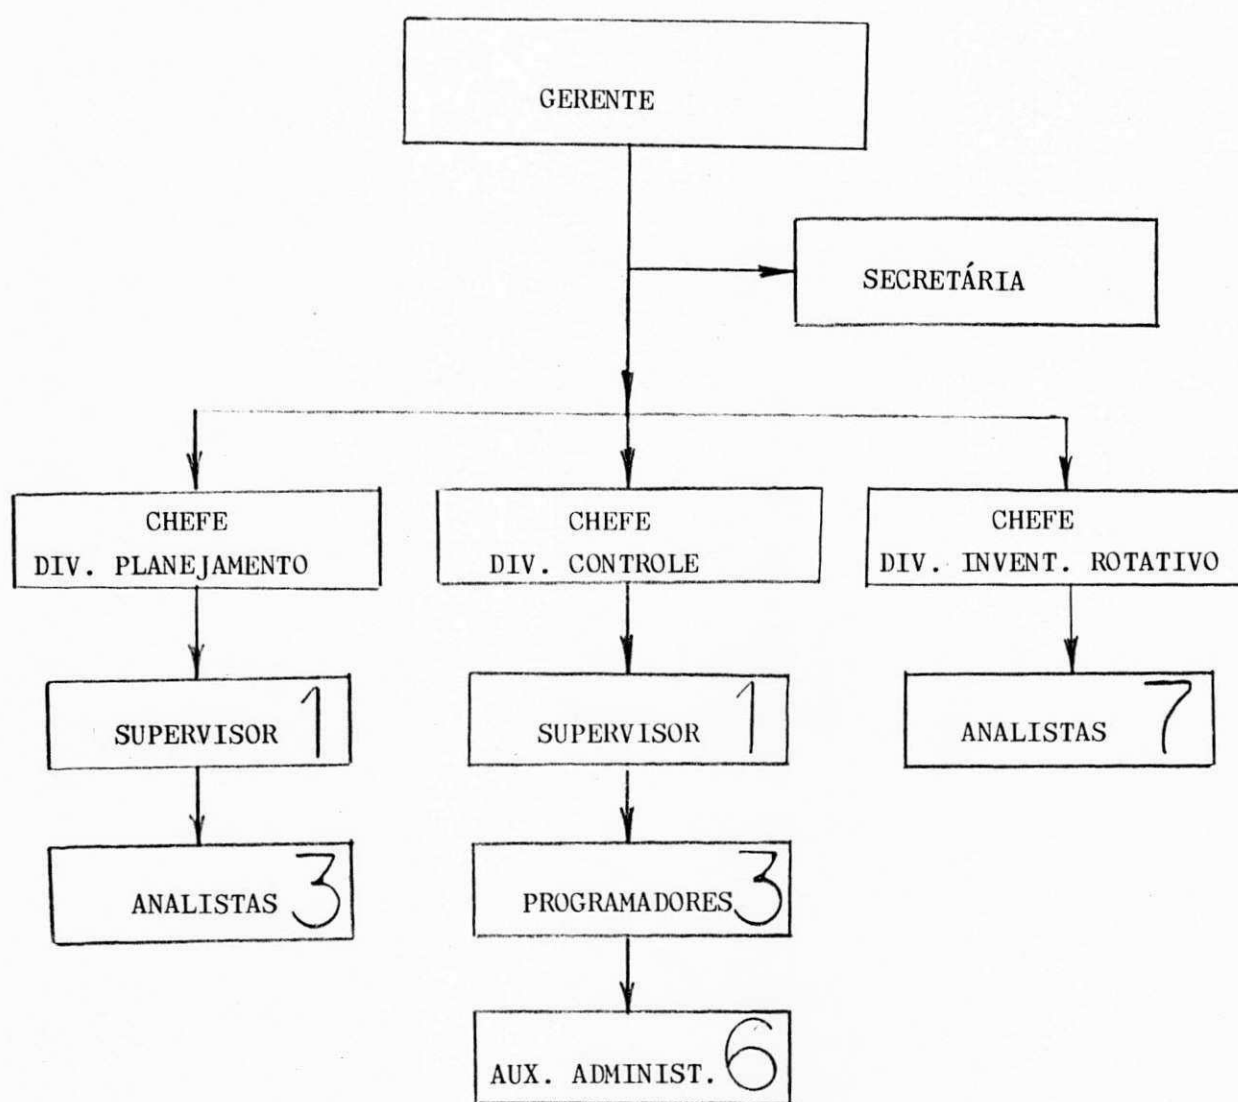 GERENTE
SECRETÁRIA
CHEFE
DIV. PLANEJAMENTO
CHEFE
DIV. CONTROLE
CHEFE
DIV. INVENT. ROTATIVO
SUPERVISOR 1
SUPERVISOR 1
ANALISTAS 7
ANALISTAS 3
PROGRAMADORES 3
AUX. ADMINIST. 6